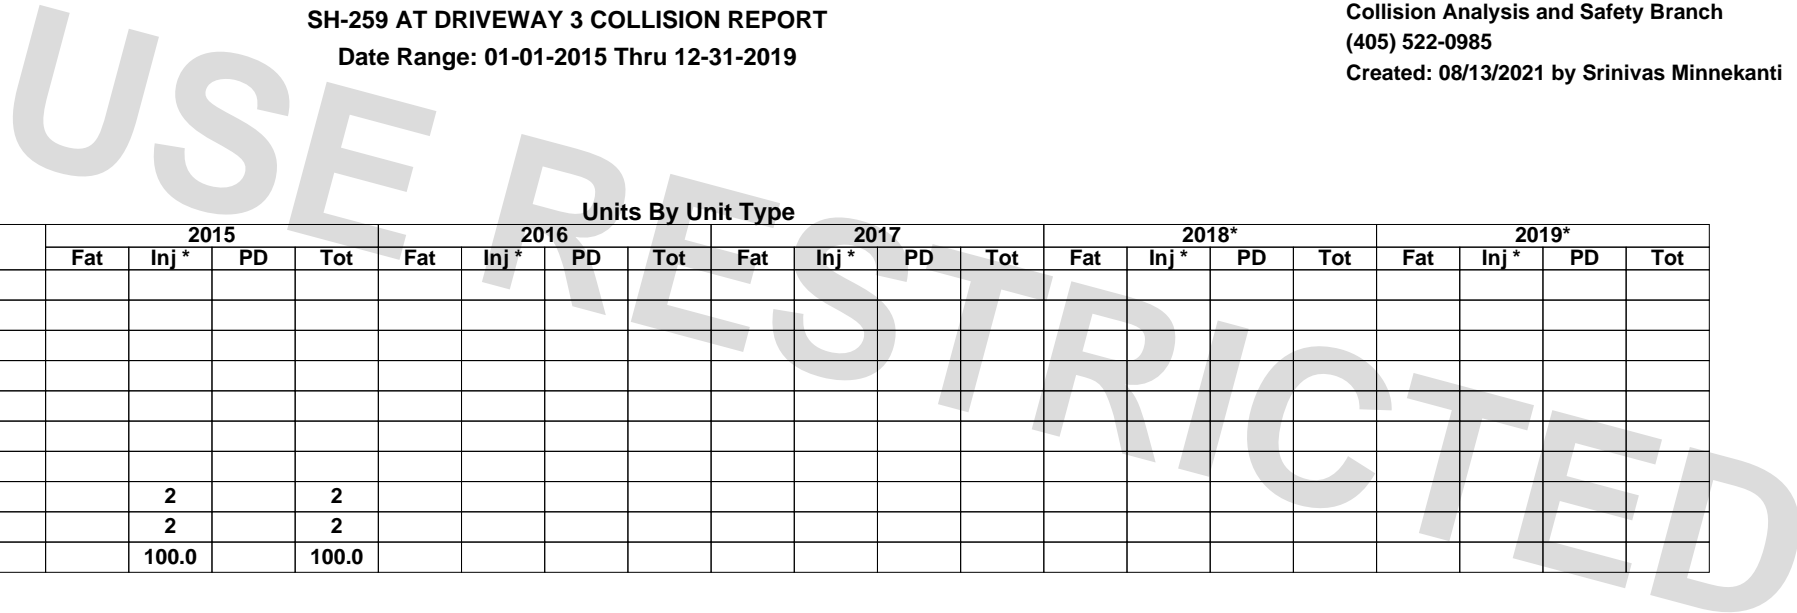 SH-259 AT DRIVEWAY 3 COLLISION REPORT
Date Range: 01-01-2015 Thru 12-31-2019
Collision Analysis and Safety Branch
(405) 522-0985
Created: 08/13/2021 by Srinivas Minnekanti
USE RESTRICTED
Units By Unit Type
2015 2016 2017 2018* 2019*
Fat Inj * PD Tot Fat Inj * PD Tot Fat Inj * PD Tot Fat Inj * PD Tot Fat Inj * PD Tot
2 2
2 2
100.0 100.0